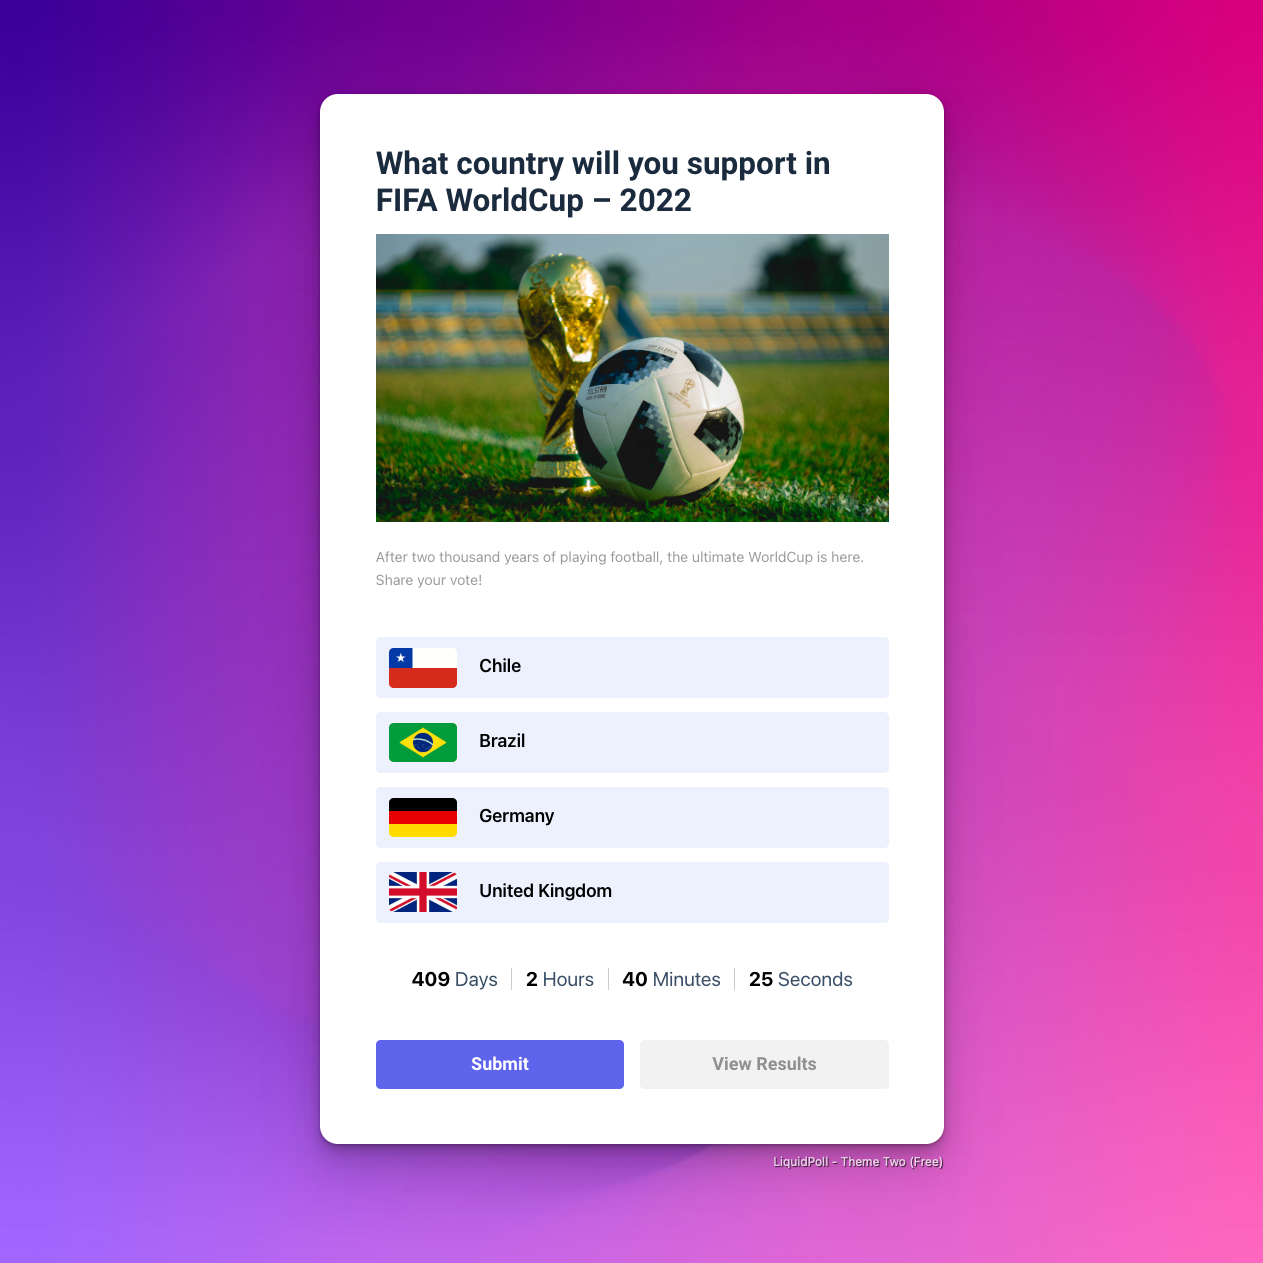 What country will you support in
FIFA WorldCup – 2022
TELSTAR
After two thousand years of playing football, the ultimate WorldCup is here.
Share your vote!
Chile
Brazil
Germany
United Kingdom
409 Days 2 Hours 40 Minutes 25 Seconds
Submit View Results
LiquidPoll - Theme Two (Free)